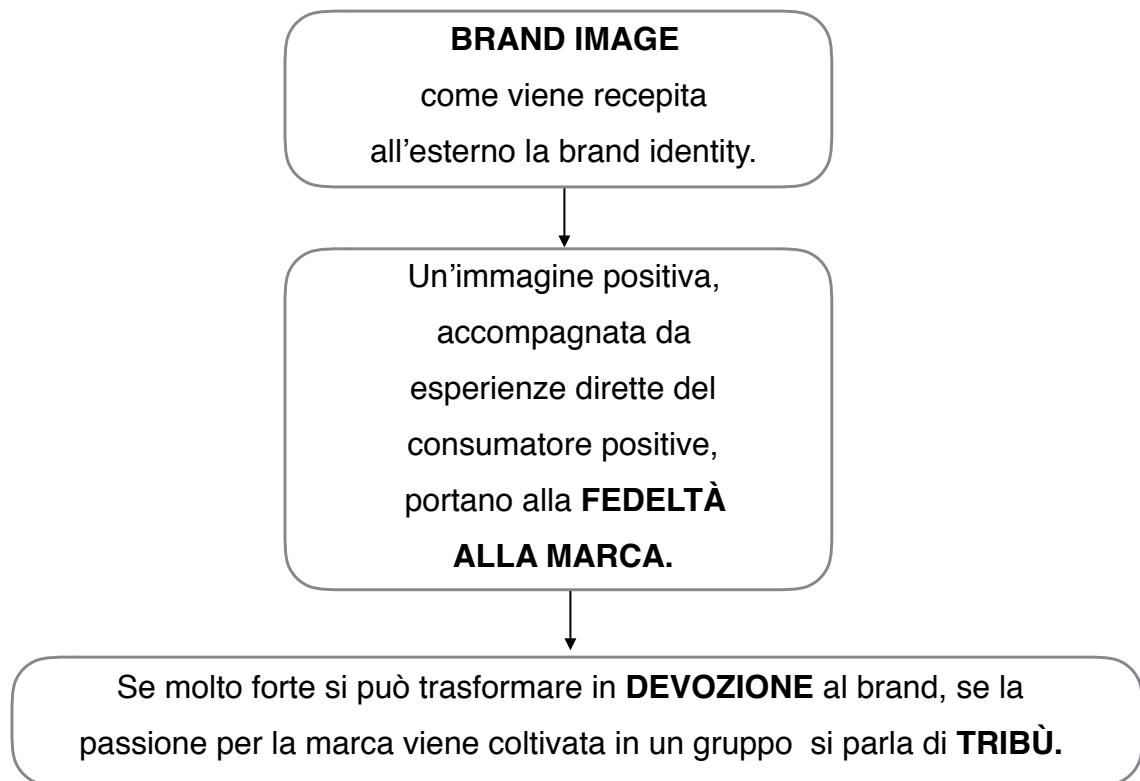 BRAND IMAGE
come viene recepita
all’esterno la brand identity.
Un’immagine positiva,
accompagnata da
esperienze dirette del
consumatore positive,
portano alla FEDELTÀ
ALLA MARCA.
Se molto forte si può trasformare in DEVOZIONE al brand, se la
passione per la marca viene coltivata in un gruppo  si parla di TRIBÙ.